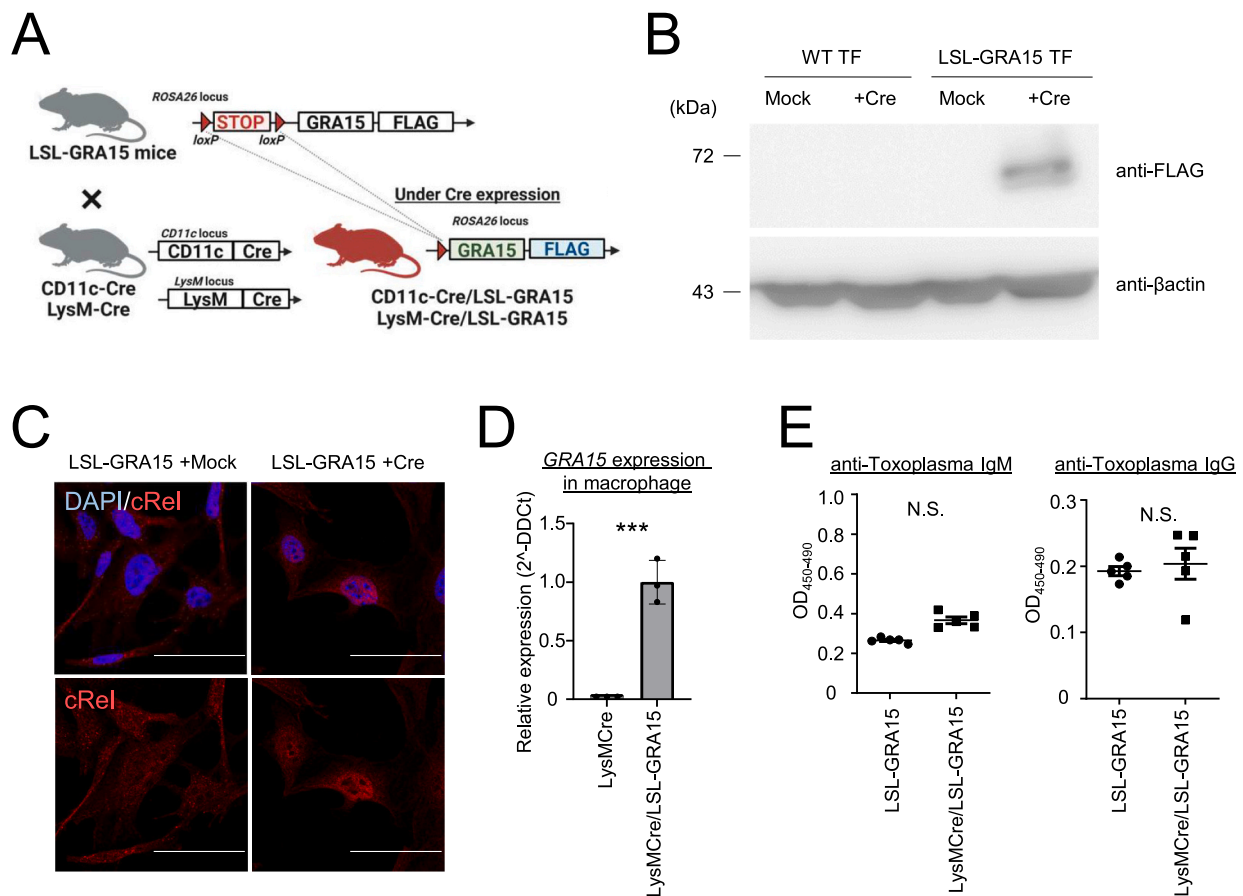 A
ROSA26 locus
STOP GRA15 FLAG
loxP loxP
LSL-GRA15 mice
×
Under Cre expression
ROSA26 locus
GRA15 FLAG
CD11c locus
CD11c Cre
LysM locus
LysM Cre
CD11c-Cre
LysM-Cre
CD11c-Cre/LSL-GRA15
LysM-Cre/LSL-GRA15
B
WT TF LSL-GRA15 TF
(kDa) Mock +Cre Mock +Cre
72
anti-FLAG
43
anti-βactin
C
LSL-GRA15 +Mock LSL-GRA15 +Cre
DAPI/cRel
cRel
D
GRA15 expression
in macrophage
Relative expression (2^-DDCt)
1.5
1.0
0.5
0
***
LysMCre
LysMCre/LSL-GRA15
E
anti-Toxoplasma IgM
OD450-490
1.0
0.8
0.6
0.4
0.2
0
N.S.
LSL-GRA15
LysMCre/LSL-GRA15
anti-Toxoplasma IgG
OD450-490
0.3
0.2
0.1
0
N.S.
LSL-GRA15
LysMCre/LSL-GRA15